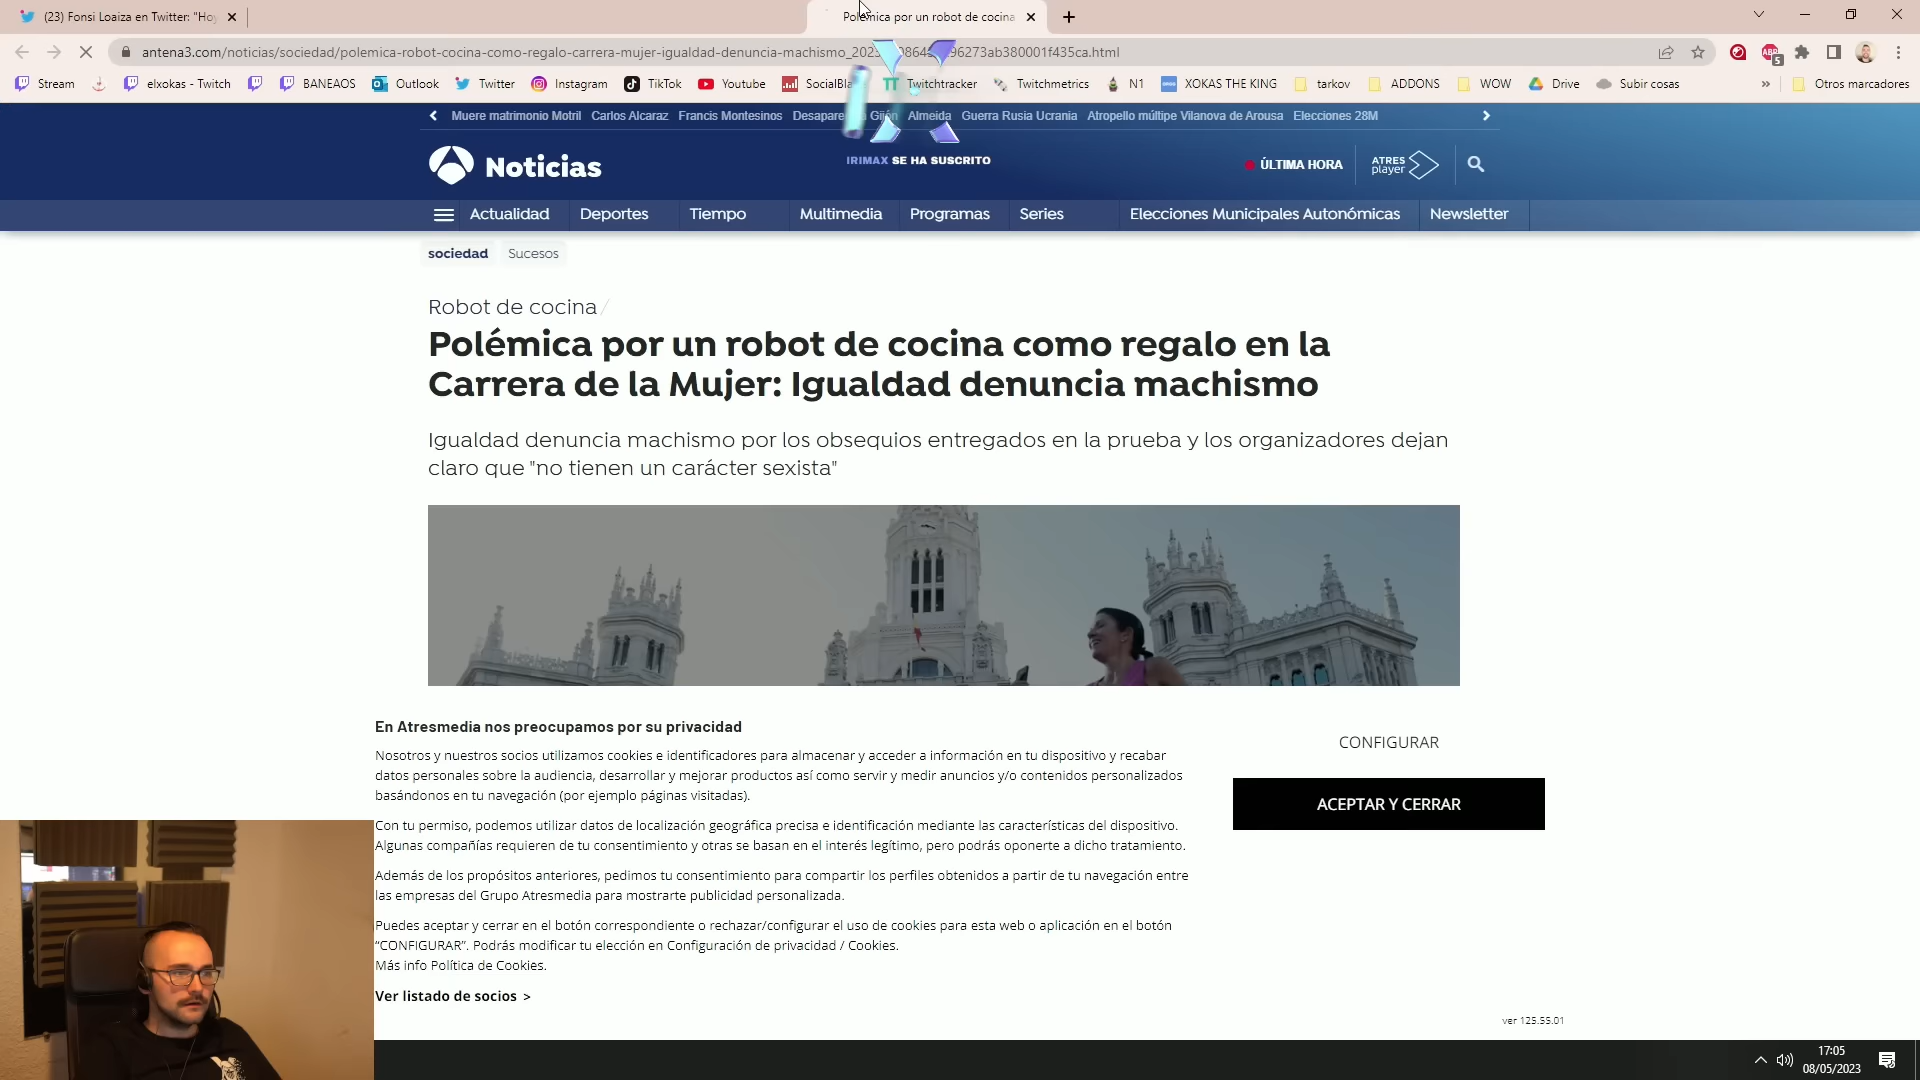 (23) Fonsi Loaiza en Twitter: "Hoy
Polémica por un robot de cocina
antena3.com/noticias/sociedad/polemica-robot-cocina-como-regalo-carrera-mujer-igualdad-denuncia-machismo
Stream elxokas - Twitch BANEAOS Outlook Twitter Instagram TikTok Youtube Twitchtracker Twitchmetrics N1 XOKAS THE KING tarkov ADDONS WOW Drive Subir cosas » Otros marcadores
Muere matrimonio Motril Carlos Alcaraz Francis Montesinos Almeida Guerra Rusia Ucrania Atropello múltipe Vilanova de Arousa Elecciones 28M
Noticias
IRIMAX SE HA SUSCRITO
ÚLTIMA HORA
ATRES player
Actualidad Deportes Tiempo Multimedia Programas Series Elecciones Municipales Autonómicas Newsletter
sociedad Sucesos
Robot de cocina /
Polémica por un robot de cocina como regalo en la
Carrera de la Mujer: Igualdad denuncia machismo
Igualdad denuncia machismo por los obsequios entregados en la prueba y los organizadores dejan
claro que "no tienen un carácter sexista"
En Atresmedia nos preocupamos por su privacidad
Nosotros y nuestros socios utilizamos cookies e identificadores para almacenar y acceder a información en tu dispositivo y recabar
datos personales sobre la audiencia, desarrollar y mejorar productos así como servir y medir anuncios y/o contenidos personalizados
basándonos en tu navegación (por ejemplo páginas visitadas).
Con tu permiso, podemos utilizar datos de localización geográfica precisa e identificación mediante las características del dispositivo.
Algunas compañías requieren de tu consentimiento y otras se basan en el interés legítimo, pero podrás oponerte a dicho tratamiento.
Además de los propósitos anteriores, pedimos tu consentimiento para compartir los perfiles obtenidos a partir de tu navegación entre
las empresas del Grupo Atresmedia para mostrarte publicidad personalizada.
Puedes aceptar y cerrar en el botón correspondiente o rechazar/configurar el uso de cookies para esta web o aplicación en el botón
“CONFIGURAR”. Podrás modificar tu elección en Configuración de privacidad / Cookies.
Más info Política de Cookies.
Ver listado de socios >
CONFIGURAR
ACEPTAR Y CERRAR
ver 125.55.01
17:05
08/05/2023